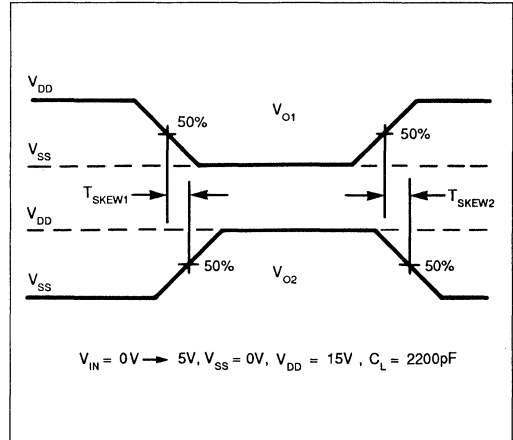 V_DD
V_O1
50%
50%
V_SS
T_SKEW1
T_SKEW2
V_DD
50%
50%
V_O2
V_SS
V_IN = 0V → 5V, V_SS = 0V, V_DD = 15V, C_L = 2200pF